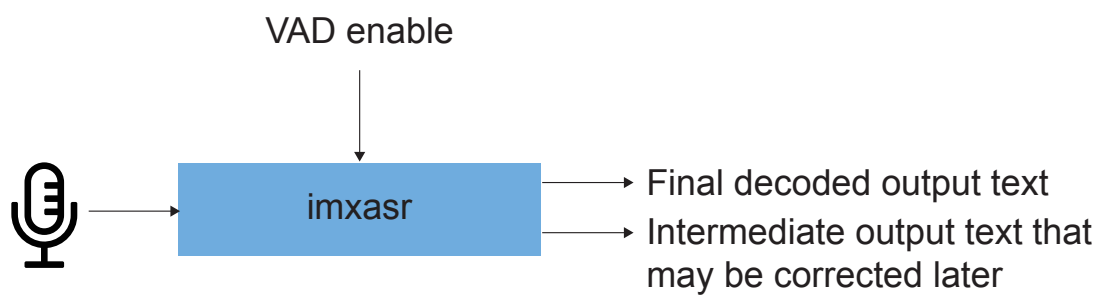 VAD enable
imxasr
Final decoded output text
Intermediate output text that
may be corrected later